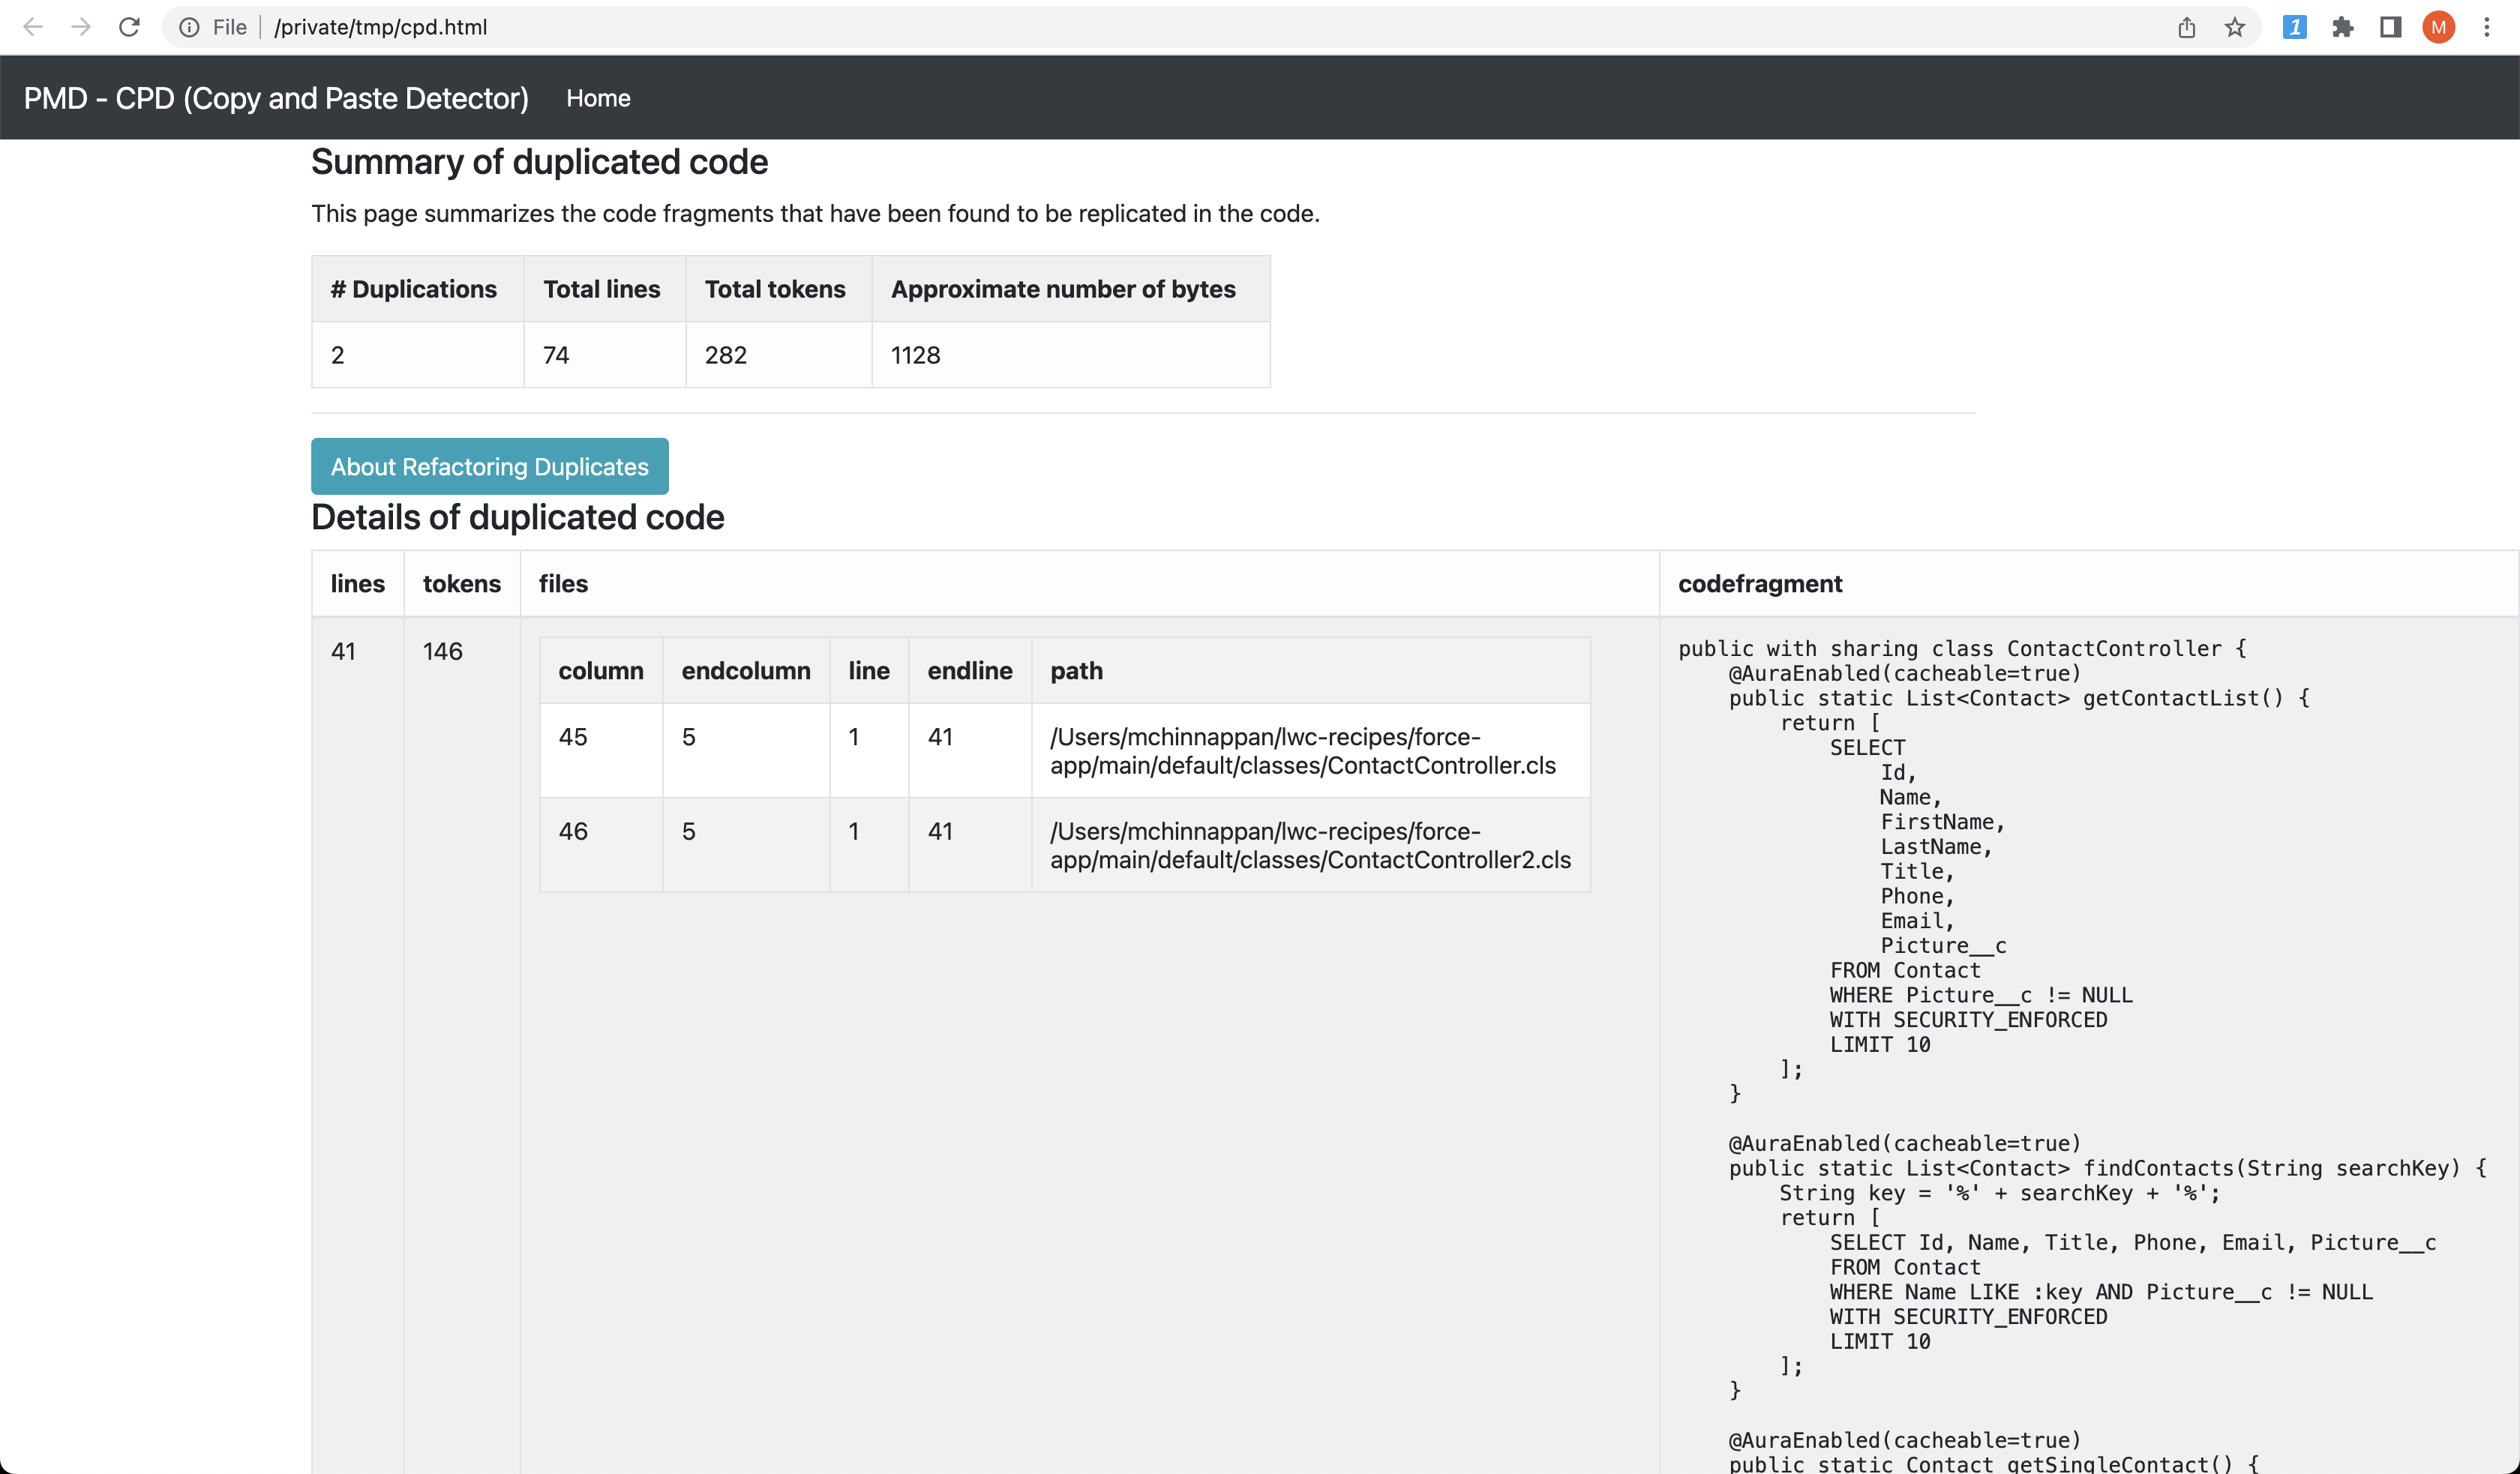 File | /private/tmp/cpd.html
1
M
PMD - CPD (Copy and Paste Detector) Home
Summary of duplicated code
This page summarizes the code fragments that have been found to be replicated in the code.
# Duplications Total lines Total tokens Approximate number of bytes
2 74 282 1128
About Refactoring Duplicates
Details of duplicated code
lines tokens files codefragment
41 146
column endcolumn line endline path
45 5 1 41 /Users/mchinnappan/lwc-recipes/force-
app/main/default/classes/ContactController.cls
46 5 1 41 /Users/mchinnappan/lwc-recipes/force-
app/main/default/classes/ContactController2.cls
public with sharing class ContactController {
    @AuraEnabled(cacheable=true)
    public static List<Contact> getContactList() {
        return [
            SELECT
                Id,
                Name,
                FirstName,
                LastName,
                Title,
                Phone,
                Email,
                Picture__c
            FROM Contact
            WHERE Picture__c != NULL
            WITH SECURITY_ENFORCED
            LIMIT 10
        ];
    }
    @AuraEnabled(cacheable=true)
    public static List<Contact> findContacts(String searchKey) {
        String key = '%' + searchKey + '%';
        return [
            SELECT Id, Name, Title, Phone, Email, Picture__c
            FROM Contact
            WHERE Name LIKE :key AND Picture__c != NULL
            WITH SECURITY_ENFORCED
            LIMIT 10
        ];
    }
    @AuraEnabled(cacheable=true)
    public static Contact getSingleContact() {